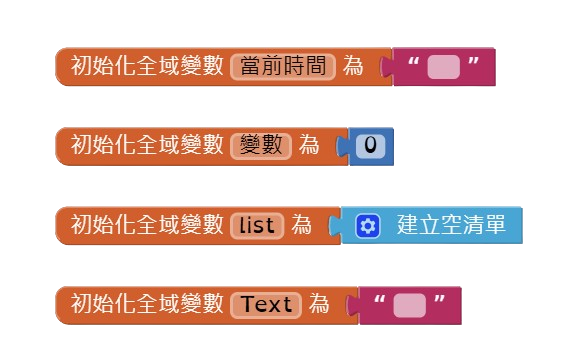 初始化全域變數 當前時間 為 “ ”
初始化全域變數 變數 為 0
初始化全域變數 list 為 建立空清單
初始化全域變數 Text 為 “ ”